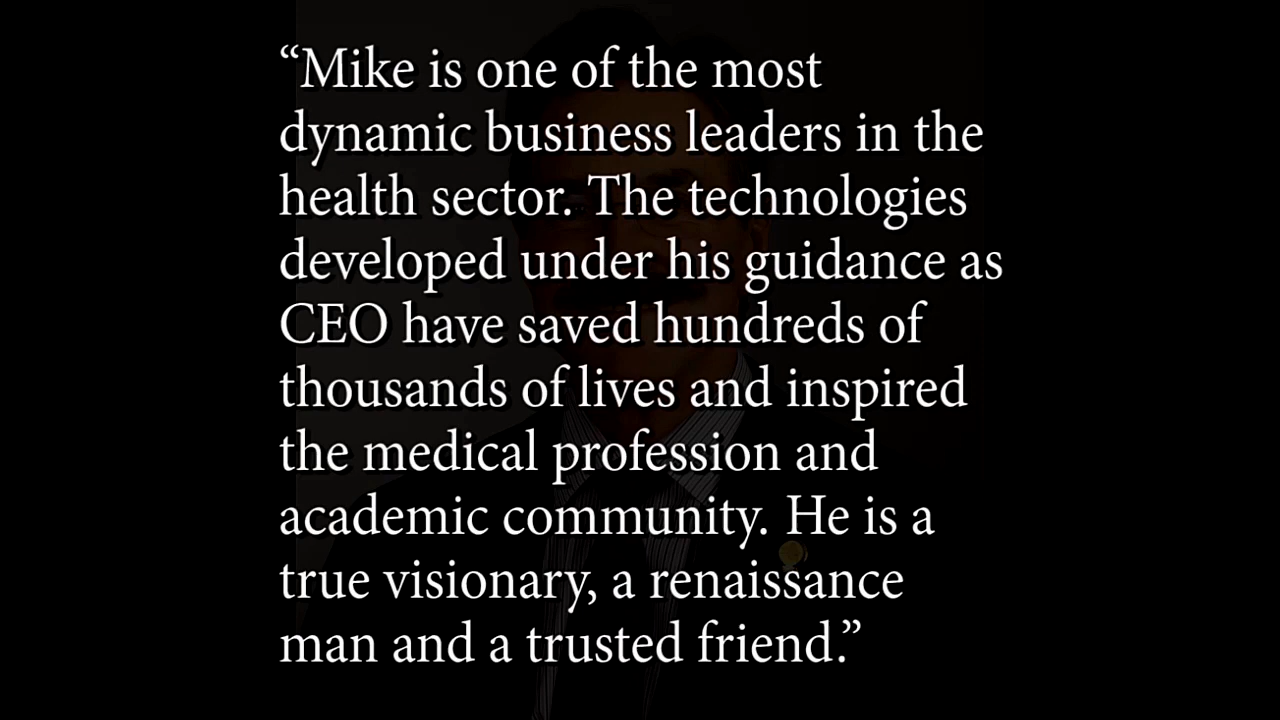 “Mike is one of the most
dynamic business leaders in the
health sector. The technologies
developed under his guidance as
CEO have saved hundreds of
thousands of lives and inspired
the medical profession and
academic community. He is a
true visionary, a renaissance
man and a trusted friend.”